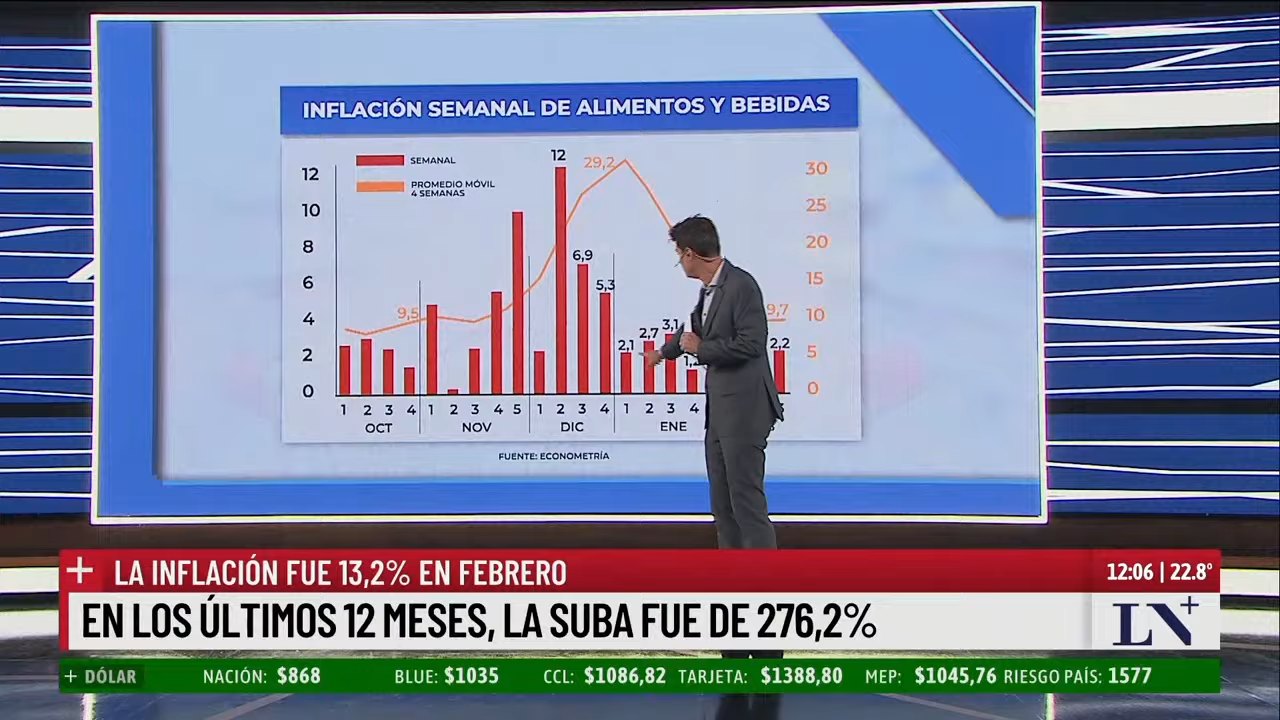 INFLACIÓN SEMANAL DE ALIMENTOS Y BEBIDAS
SEMANAL
PROMEDIO MÓVIL
4 SEMANAS
12
10
8
6
4
2
0
30
25
20
15
10
5
0
9,5
12
29,2
6,9
5,3
2,1
2,7
3,1
9,7
2,2
1 2 3 4 1 2 3 4 5 1 2 3 4 1 2 3 4
OCT NOV DIC ENE
FUENTE: ECONOMETRÍA
+ LA INFLACIÓN FUE 13,2% EN FEBRERO
12:06 | 22.8°
EN LOS ÚLTIMOS 12 MESES, LA SUBA FUE DE 276,2%
LN+
+ DÓLAR NACIÓN: $868 BLUE: $1035 CCL: $1086,82 TARJETA: $1388,80 MEP: $1045,76 RIESGO PAÍS: 1577